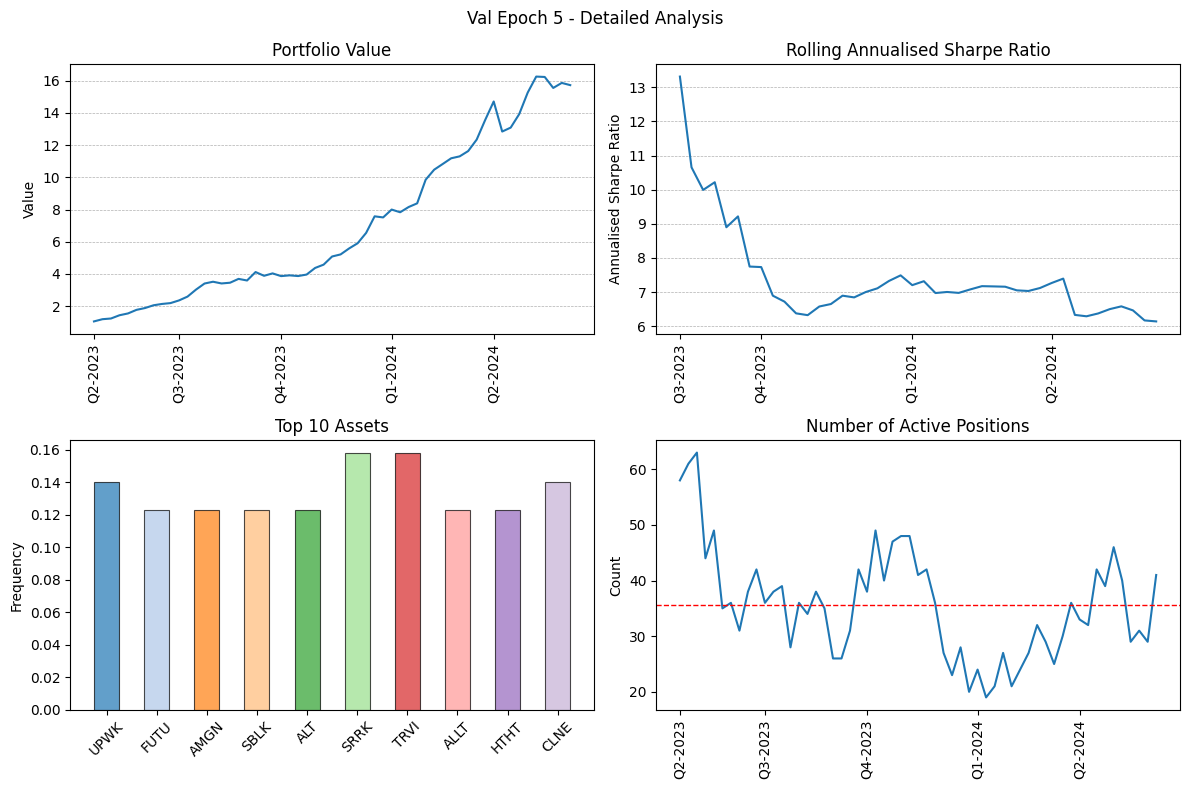 Val Epoch 5 - Detailed Analysis
Portfolio Value
Value
16
14
12
10
8
6
4
2
Q2-2023
Q3-2023
Q4-2023
Q1-2024
Q2-2024
Rolling Annualised Sharpe Ratio
Annualised Sharpe Ratio
13
12
11
10
9
8
7
6
Q3-2023
Q4-2023
Q1-2024
Q2-2024
Top 10 Assets
Frequency
0.16
0.14
0.12
0.10
0.08
0.06
0.04
0.02
0.00
UPWK
FUTU
AMGN
SBLK
ALT
SRRK
TRVI
ALLT
HTHT
CLNE
Number of Active Positions
Count
60
50
40
30
20
Q2-2023
Q3-2023
Q4-2023
Q1-2024
Q2-2024